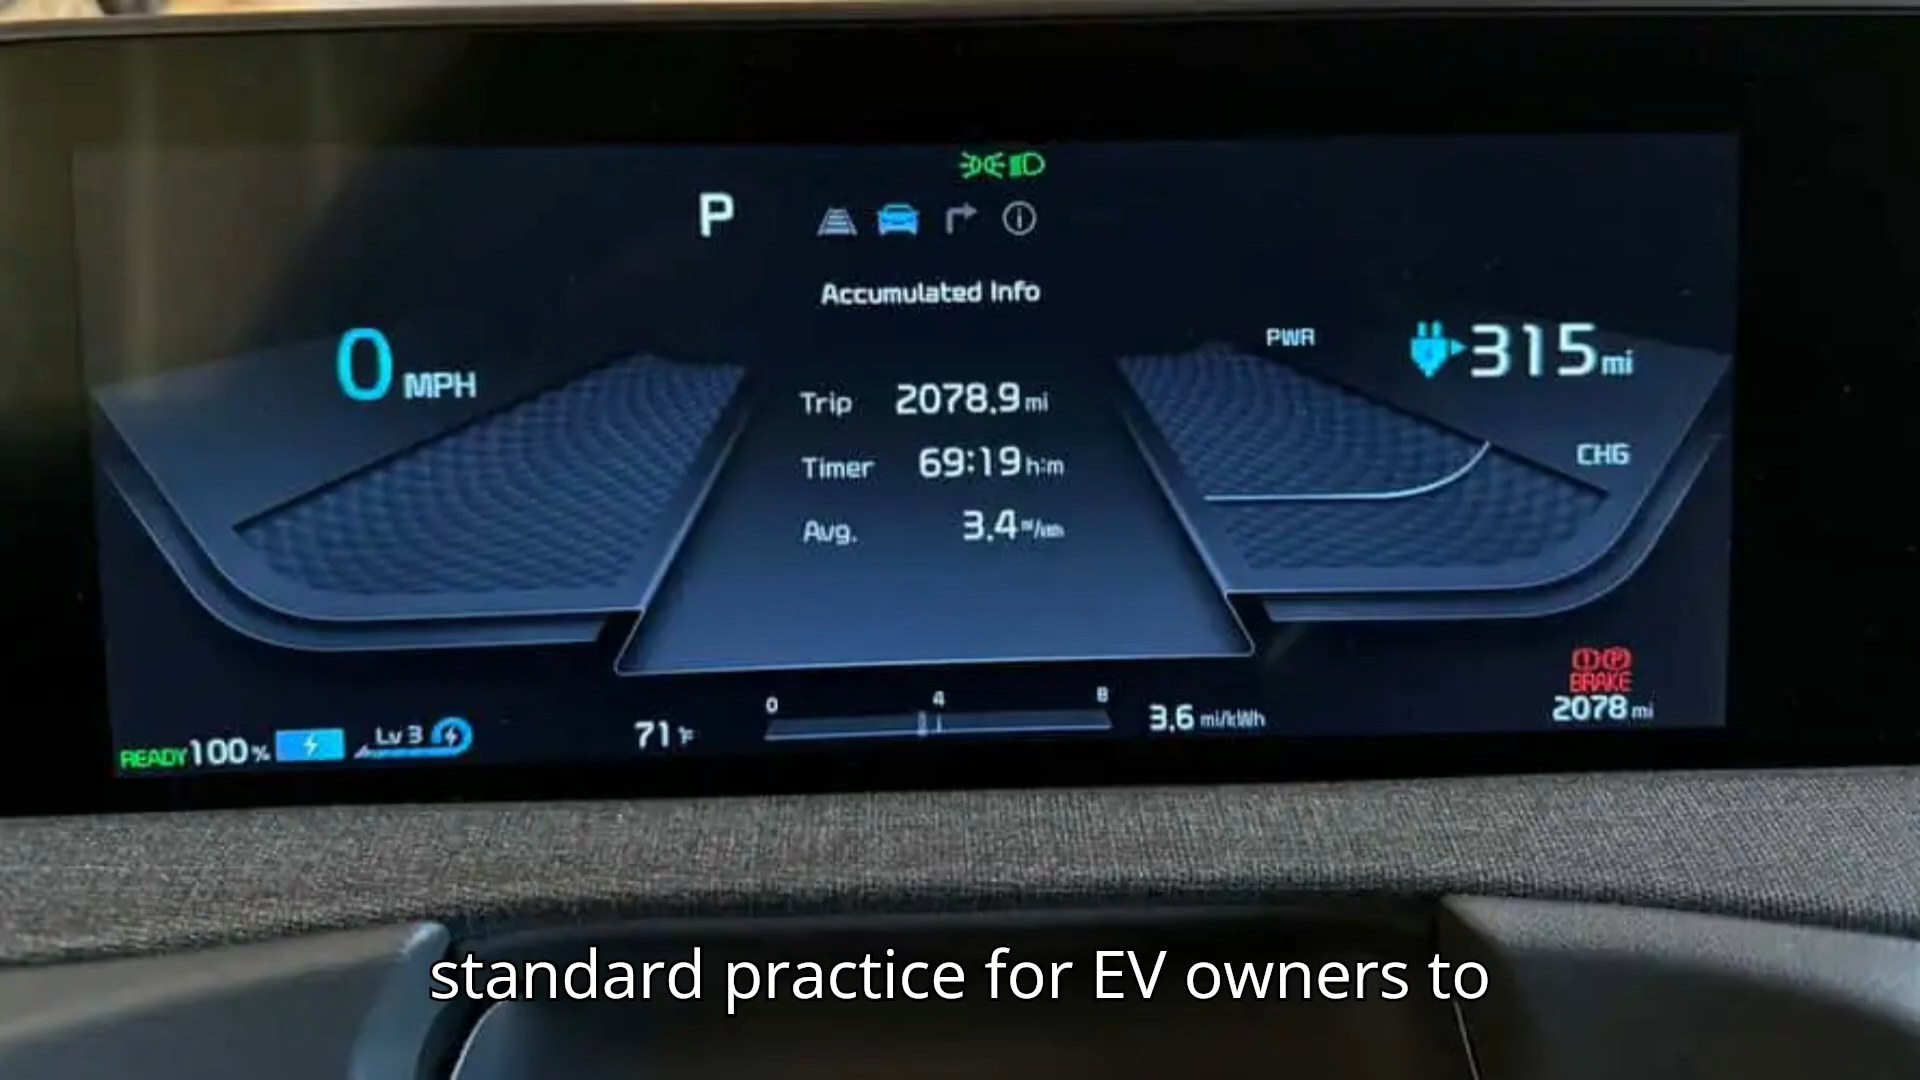 P
Accumulated Info
0 MPH
PWR
315 mi
Trip 2078.9 mi
CHG
Timer 69:19 h:m
Avg. 3.4
BRAKE
0 4 8
2078 mi
READY 100 % Lv 3
71 °F
3.6 mi/kWh
standard practice for EV owners to